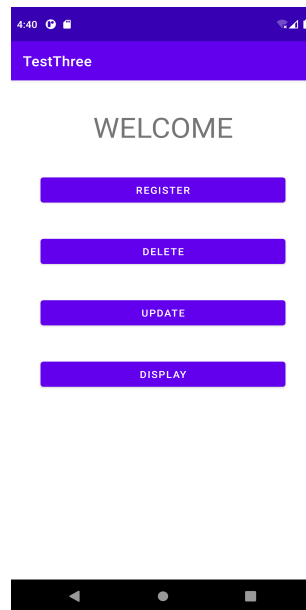 4:40
TestThree
WELCOME
REGISTER
DELETE
UPDATE
DISPLAY